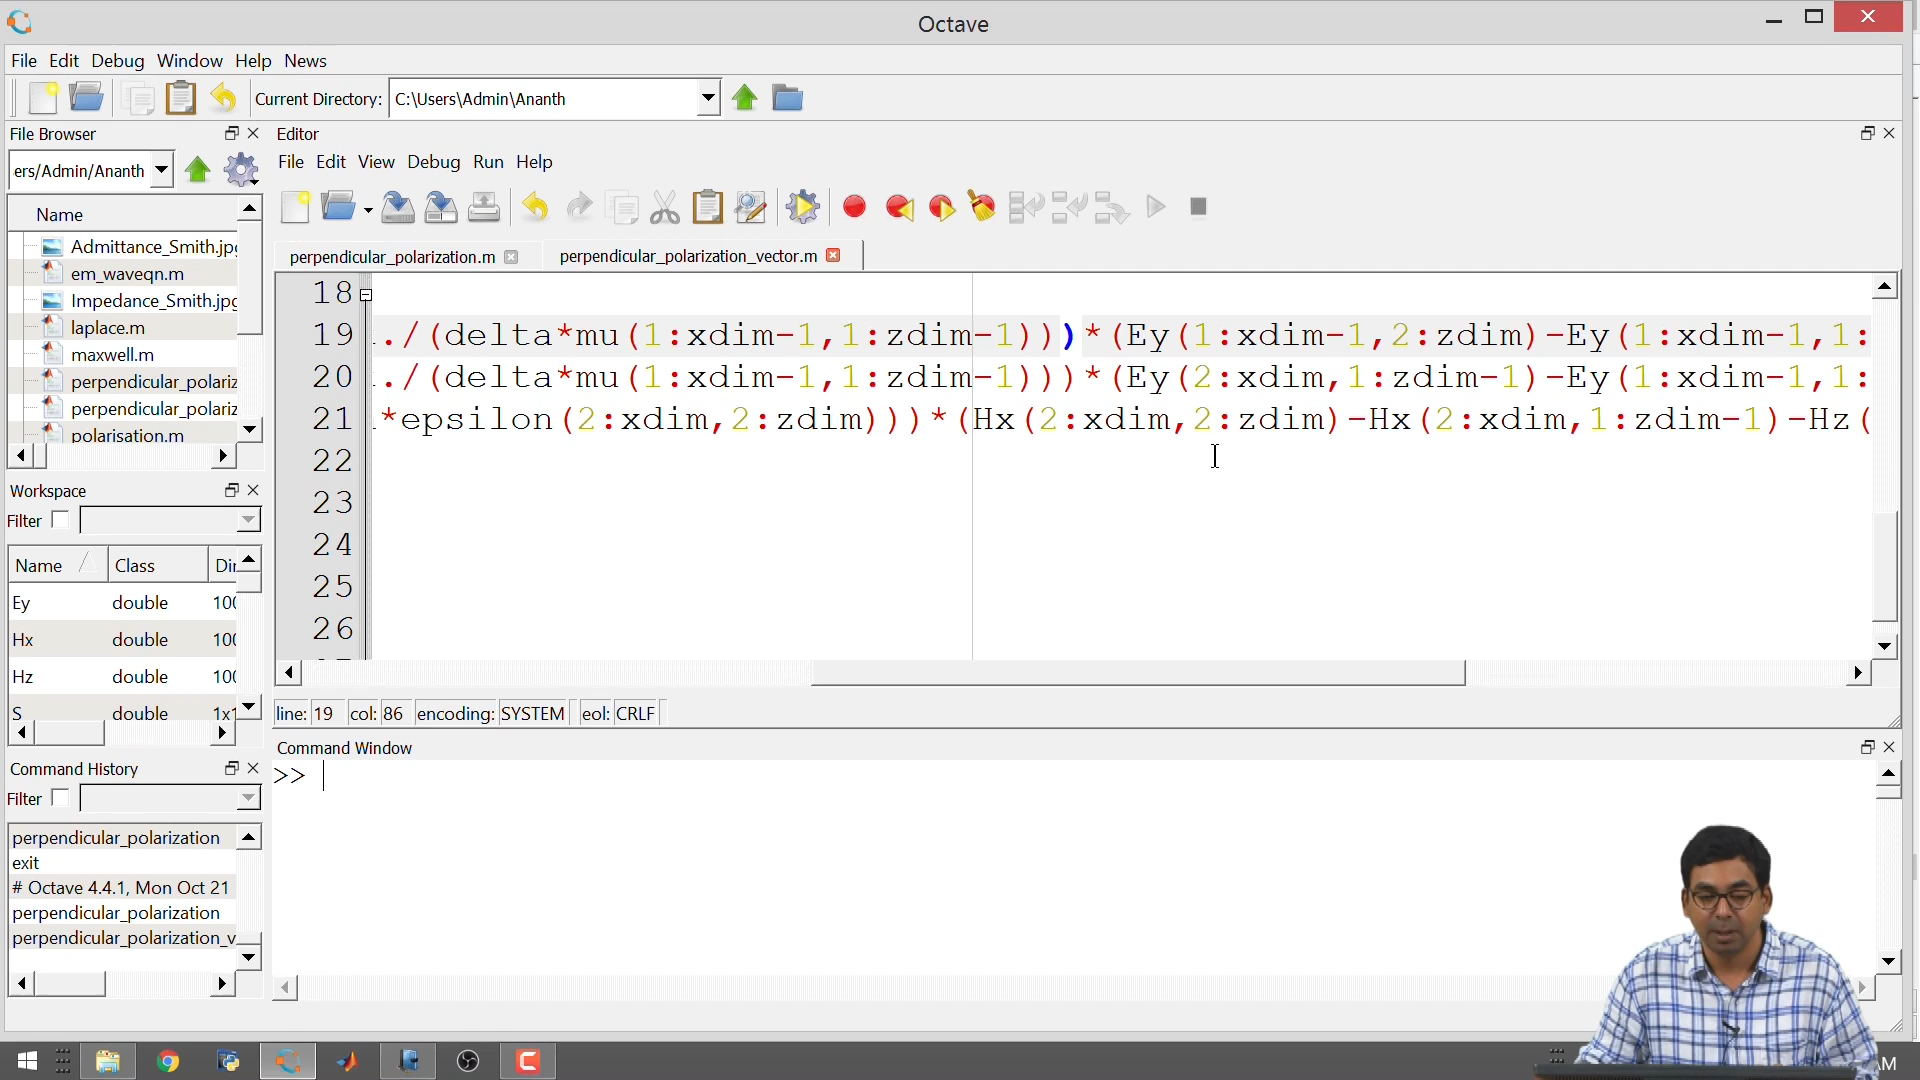 Octave
File Edit Debug Window Help News
Current Directory: C:\Users\Admin\Ananth
File Browser
ers/Admin/Ananth
Name
Admittance_Smith.jp
em_waveqn.m
Impedance_Smith.jpg
laplace.m
maxwell.m
perpendicular_polariz
perpendicular_polariz
polarisation.m
Workspace
Filter
Name Class Dir
Ey double 100
Hx double 100
Hz double 100
S double 1x1
Command History
Filter
perpendicular_polarization
exit
# Octave 4.4.1, Mon Oct 21
perpendicular_polarization
perpendicular_polarization_v
Editor
File Edit View Debug Run Help
perpendicular_polarization.m perpendicular_polarization_vector.m
18
19 ./(delta*mu(1:xdim-1,1:zdim-1)))*(Ey(1:xdim-1,2:zdim)-Ey(1:xdim-1,1:
20 ./(delta*mu(1:xdim-1,1:zdim-1)))*(Ey(2:xdim,1:zdim-1)-Ey(1:xdim-1,1:
21 *epsilon(2:xdim,2:zdim)))*(Hx(2:xdim,2:zdim)-Hx(2:xdim,1:zdim-1)-Hz(
22
23
24
25
26
line: 19 col: 86 encoding: SYSTEM eol: CRLF
Command Window
>>
AM